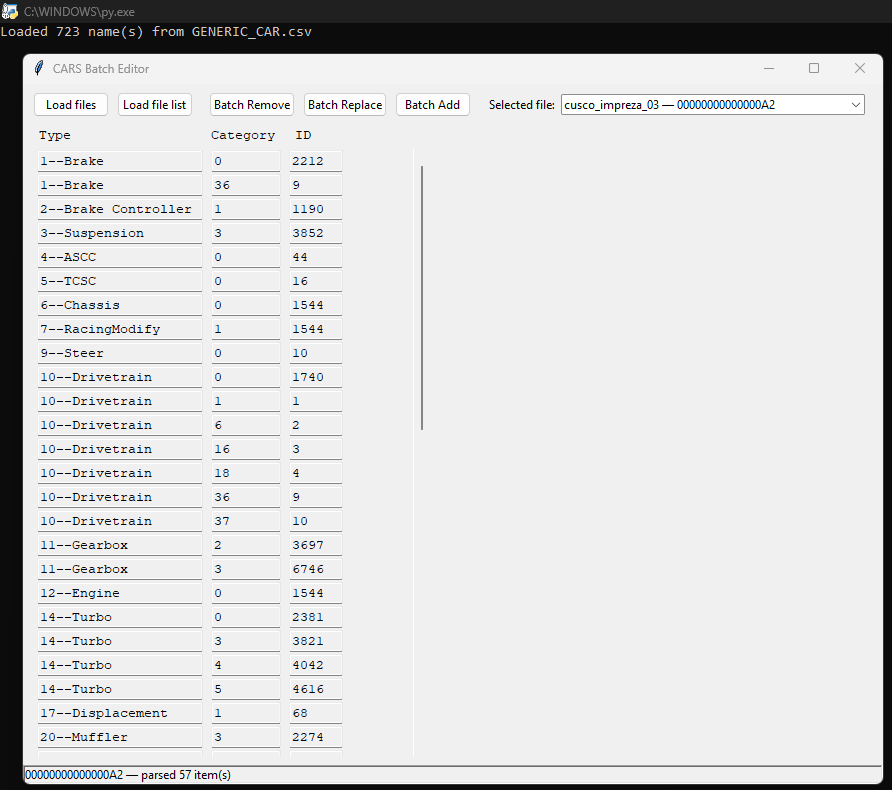 C:\WINDOWS\py.exe
Loaded 723 name(s) from GENERIC_CAR.csv
CARS Batch Editor
Load files Load file list Batch Remove Batch Replace Batch Add Selected file: cusco_impreza_03 — 00000000000000A2
Type Category ID
1--Brake 0 2212
1--Brake 36 9
2--Brake Controller 1 1190
3--Suspension 3 3852
4--ASCC 0 44
5--TCSC 0 16
6--Chassis 0 1544
7--RacingModify 1 1544
9--Steer 0 10
10--Drivetrain 0 1740
10--Drivetrain 1 1
10--Drivetrain 6 2
10--Drivetrain 16 3
10--Drivetrain 18 4
10--Drivetrain 36 9
10--Drivetrain 37 10
11--Gearbox 2 3697
11--Gearbox 3 6746
12--Engine 0 1544
14--Turbo 0 2381
14--Turbo 3 3821
14--Turbo 4 4042
14--Turbo 5 4616
17--Displacement 1 68
20--Muffler 3 2274
00000000000000A2 — parsed 57 item(s)